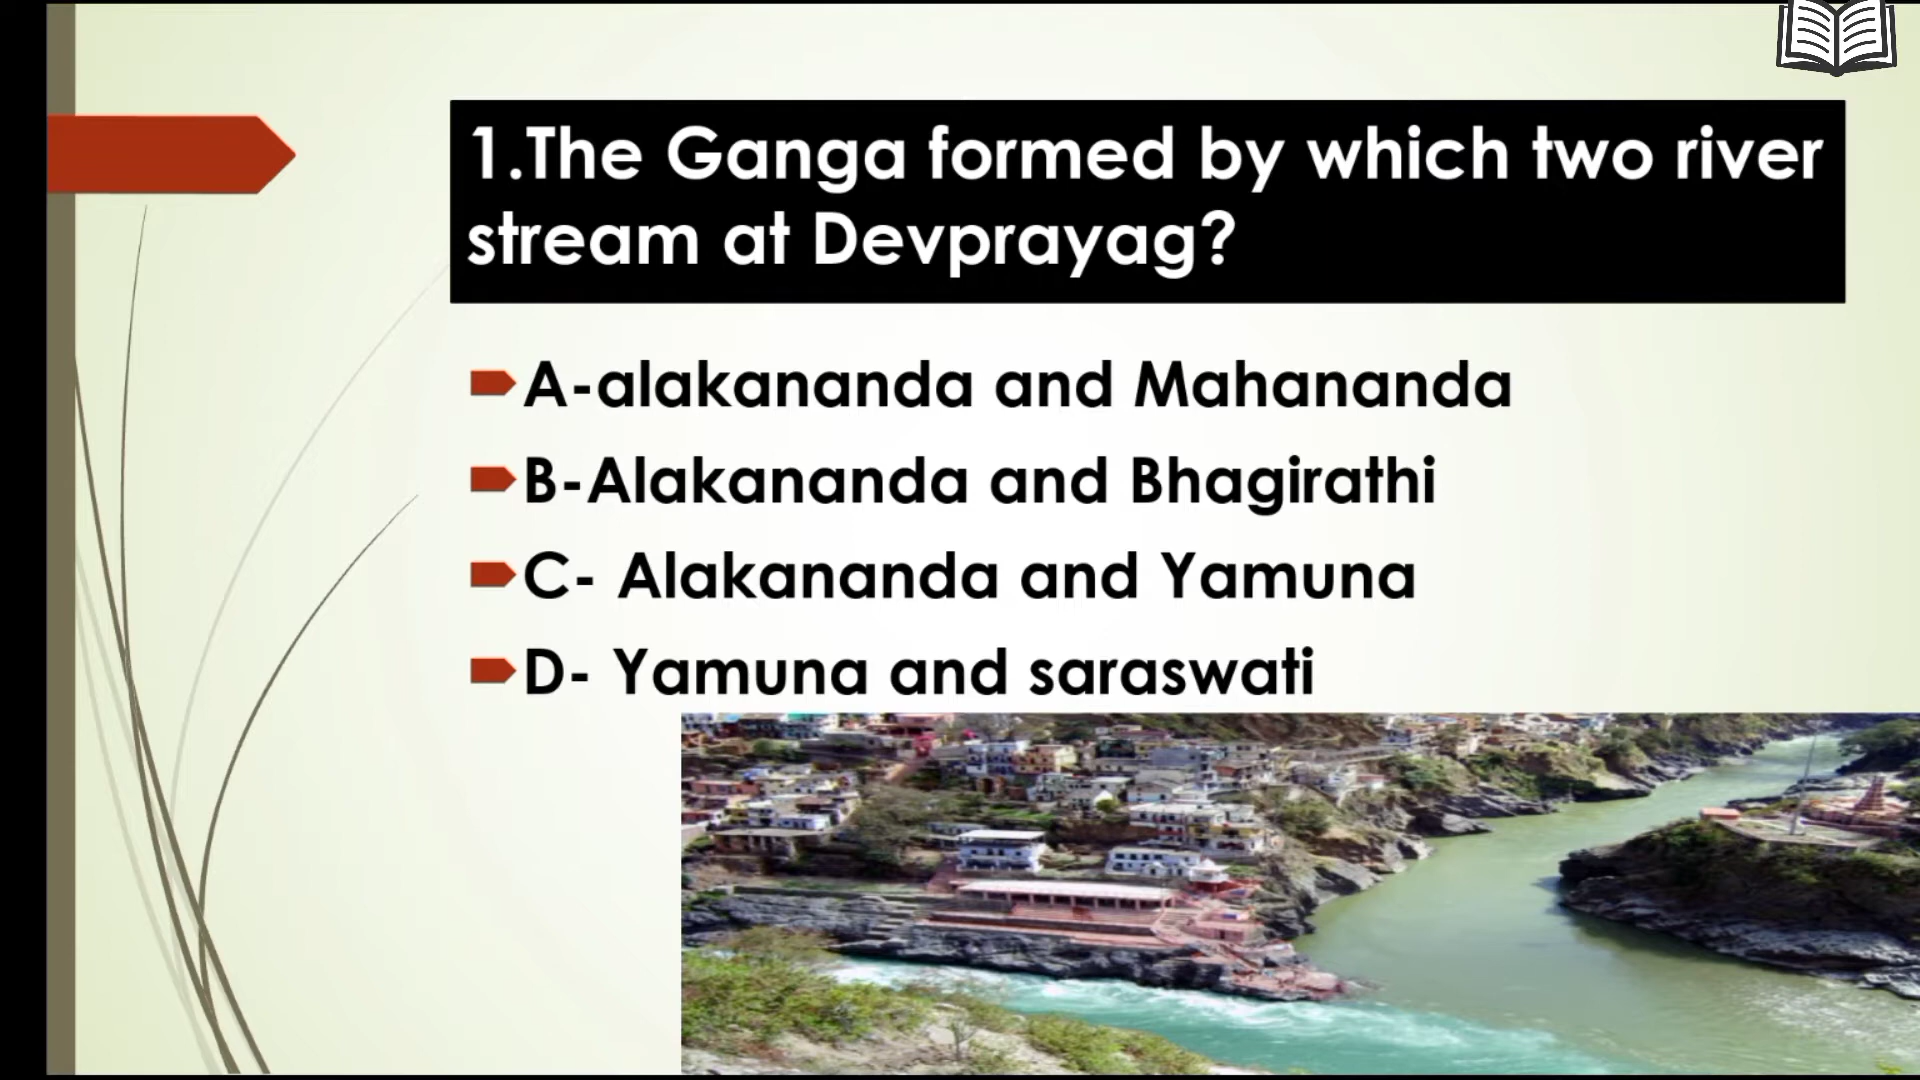 1.The Ganga formed by which two river
stream at Devprayag?
A-alakananda and Mahananda
B-Alakananda and Bhagirathi
C- Alakananda and Yamuna
D- Yamuna and saraswati